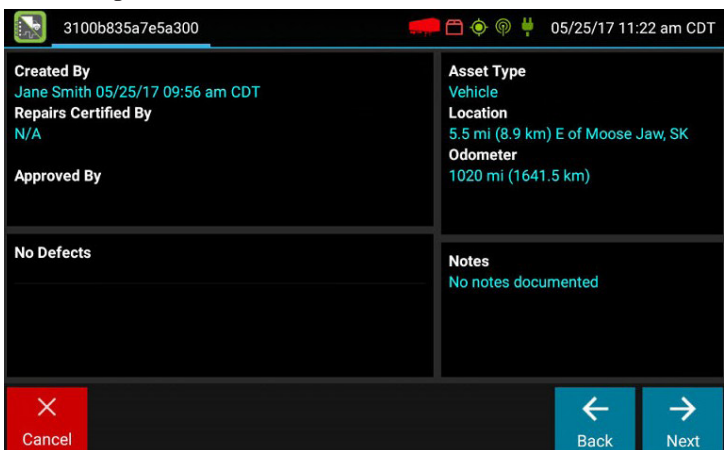 3100b835a7e5a300
05/25/17 11:22 am CDT
Created By
Jane Smith 05/25/17 09:56 am CDT
Repairs Certified By
N/A
Approved By
Asset Type
Vehicle
Location
5.5 mi (8.9 km) E of Moose Jaw, SK
Odometer
1020 mi (1641.5 km)
No Defects
Notes
No notes documented
Cancel
Back
Next